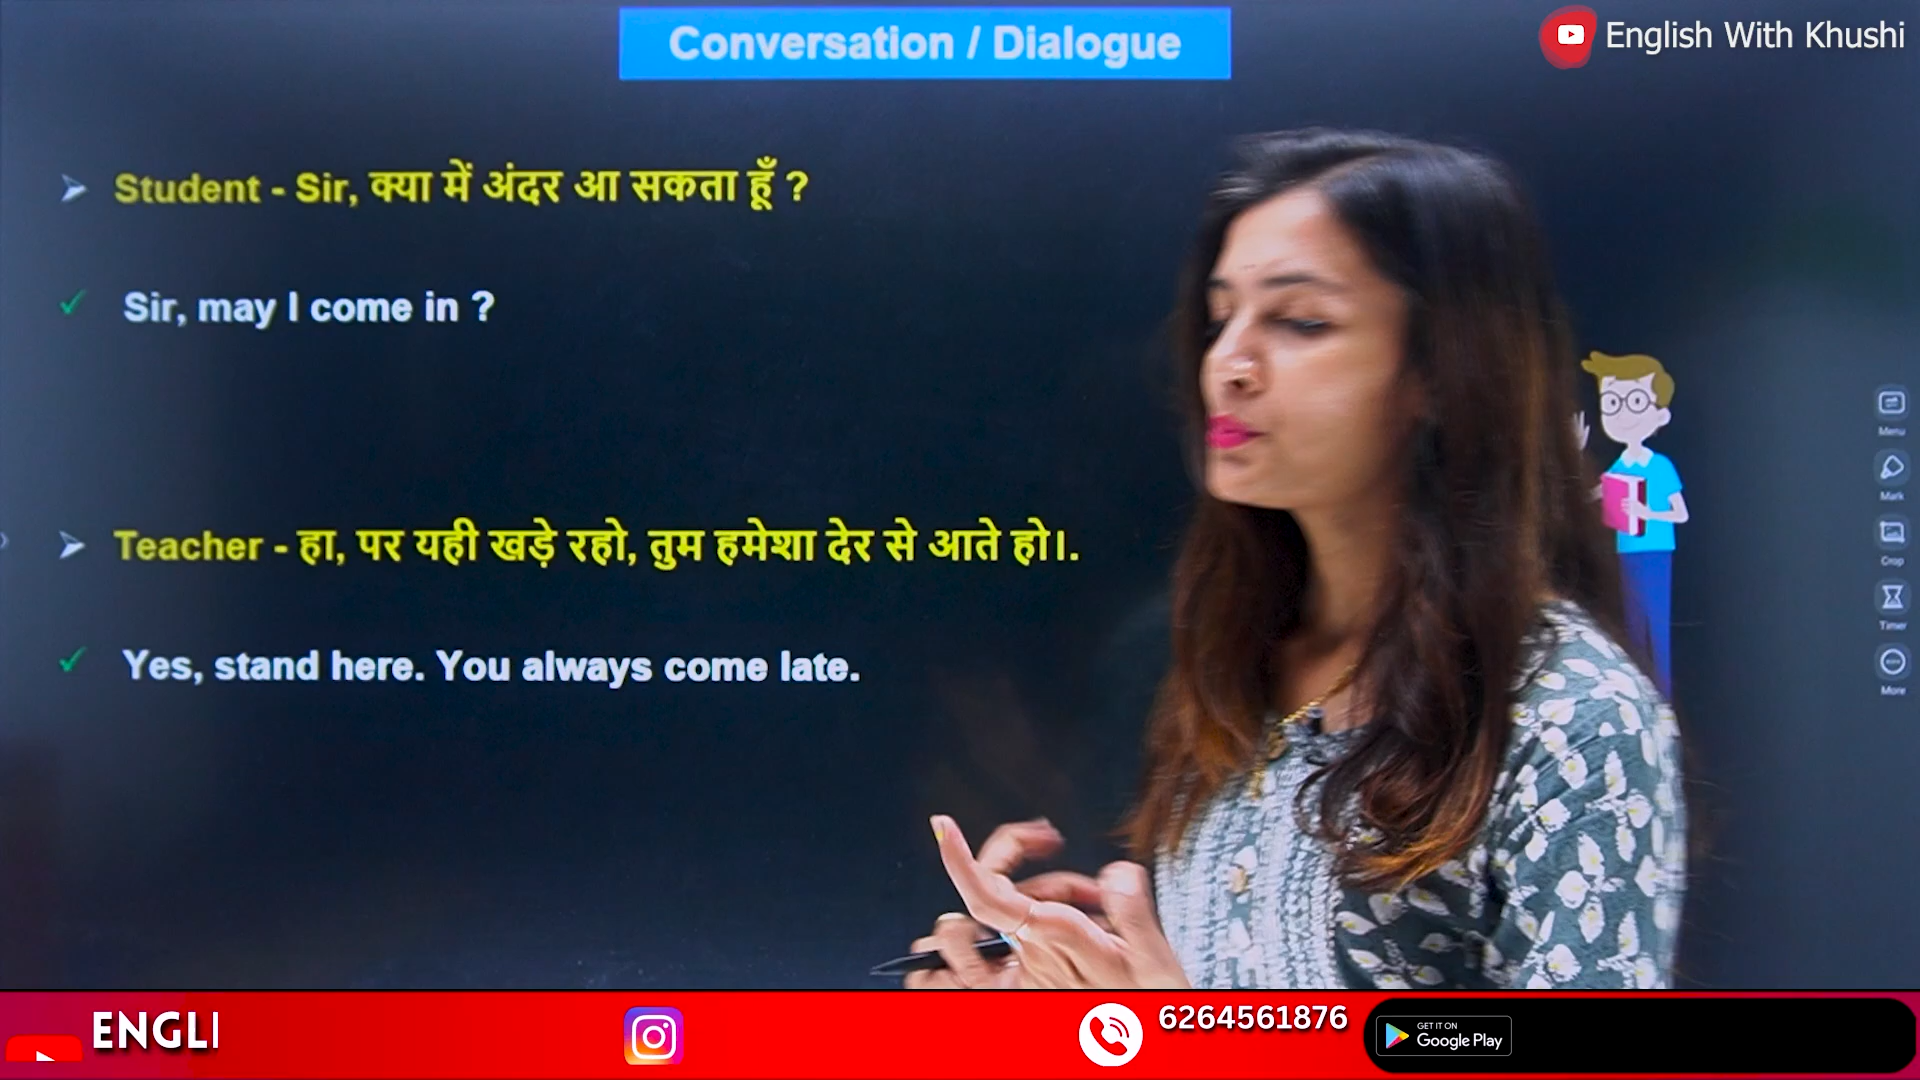 Conversation / Dialogue
English With Khushi
Student - Sir, क्या में अंदर आ सकता हूँ ?
Sir, may I come in ?
Teacher - हा, पर यही खड़े रहो, तुम हमेशा देर से आते हो।.
Yes, stand here. You always come late.
Menu
Mark
Crop
Timer
More
ENGLI
6264561876
GET IT ON
Google Play